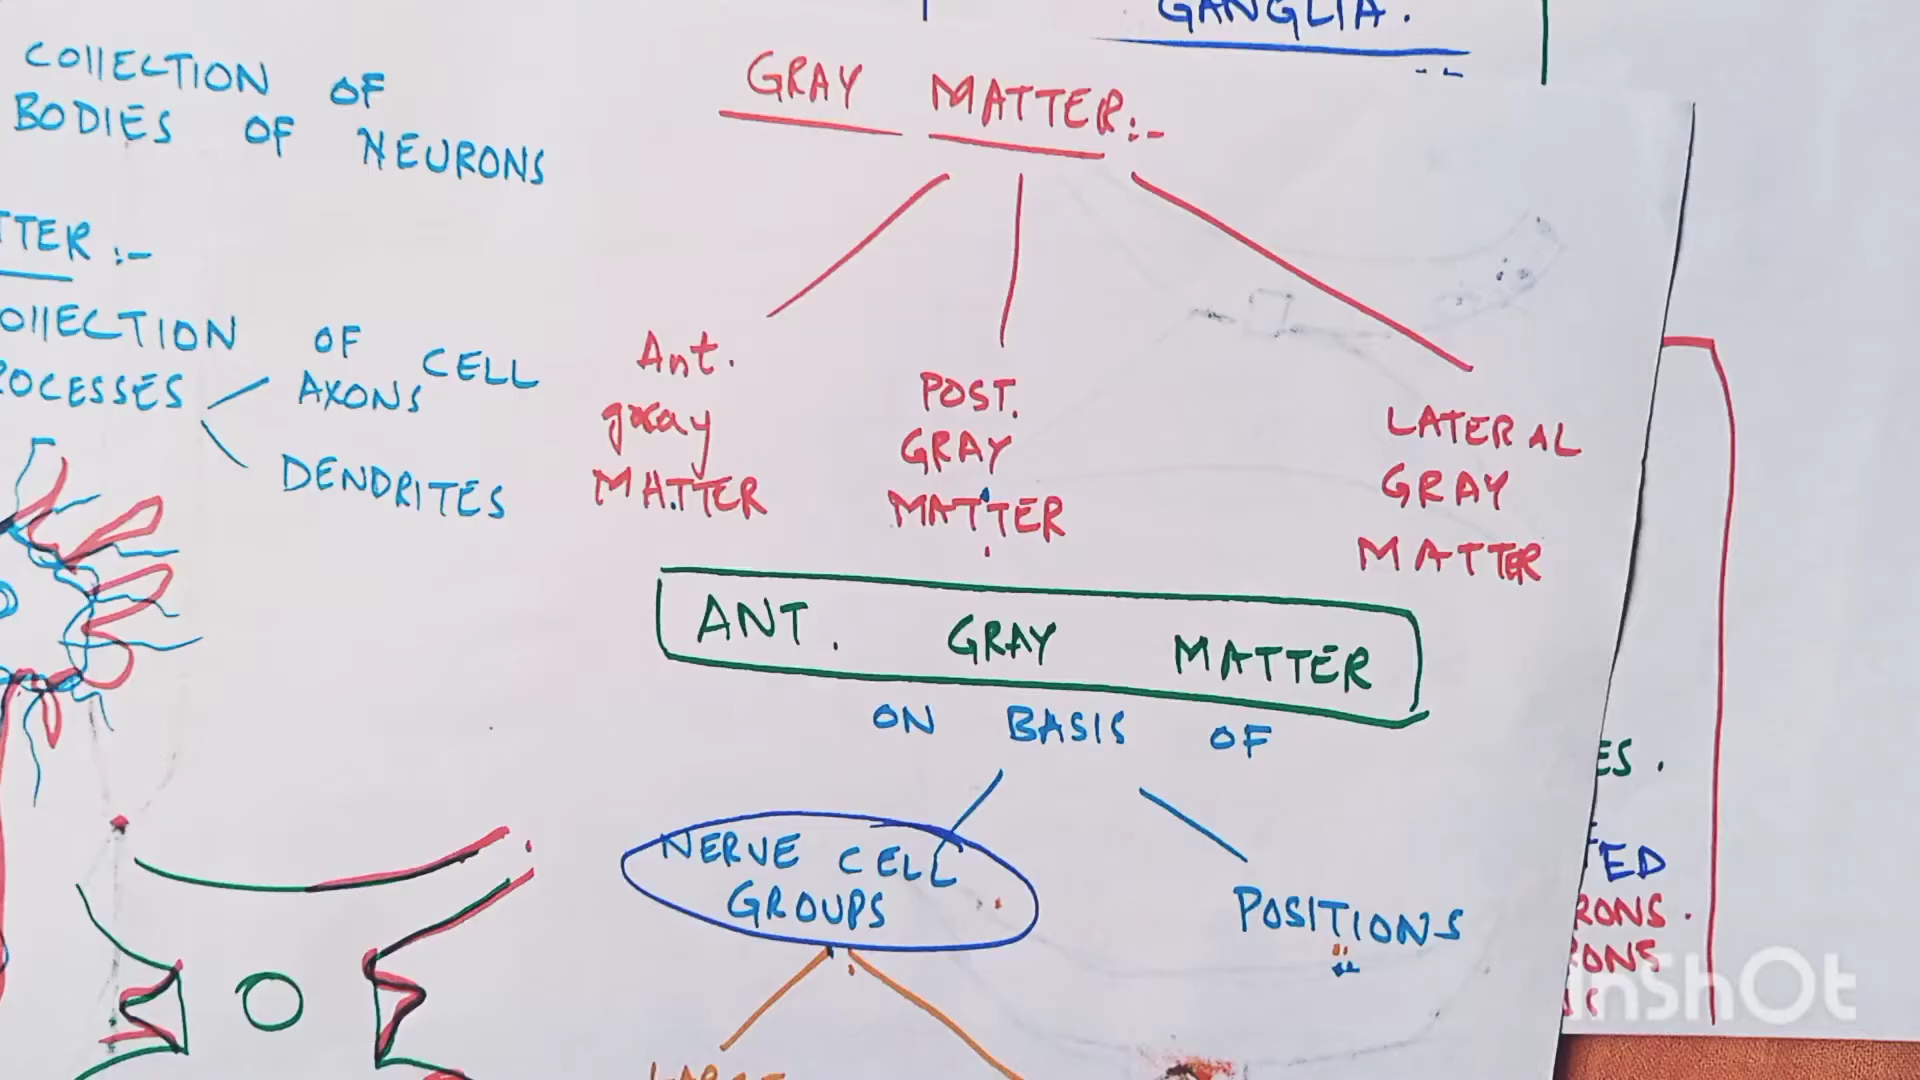 COllECTION OF
BODIES OF NEURONS
TTER :-
OllECTION OF CELL
ROCESSES AXONS
DENDRITES
GANGLIA.
GRAY MATTER:-
Ant.
gray
MATTER
POST.
GRAY
MATTER
LATERAL
GRAY
MATTER
ANT. GRAY MATTER
ON BASIS OF
NERVE CELL
GROUPS
POSITIONS
ES.
TED
RONS.
RONS
InShOt